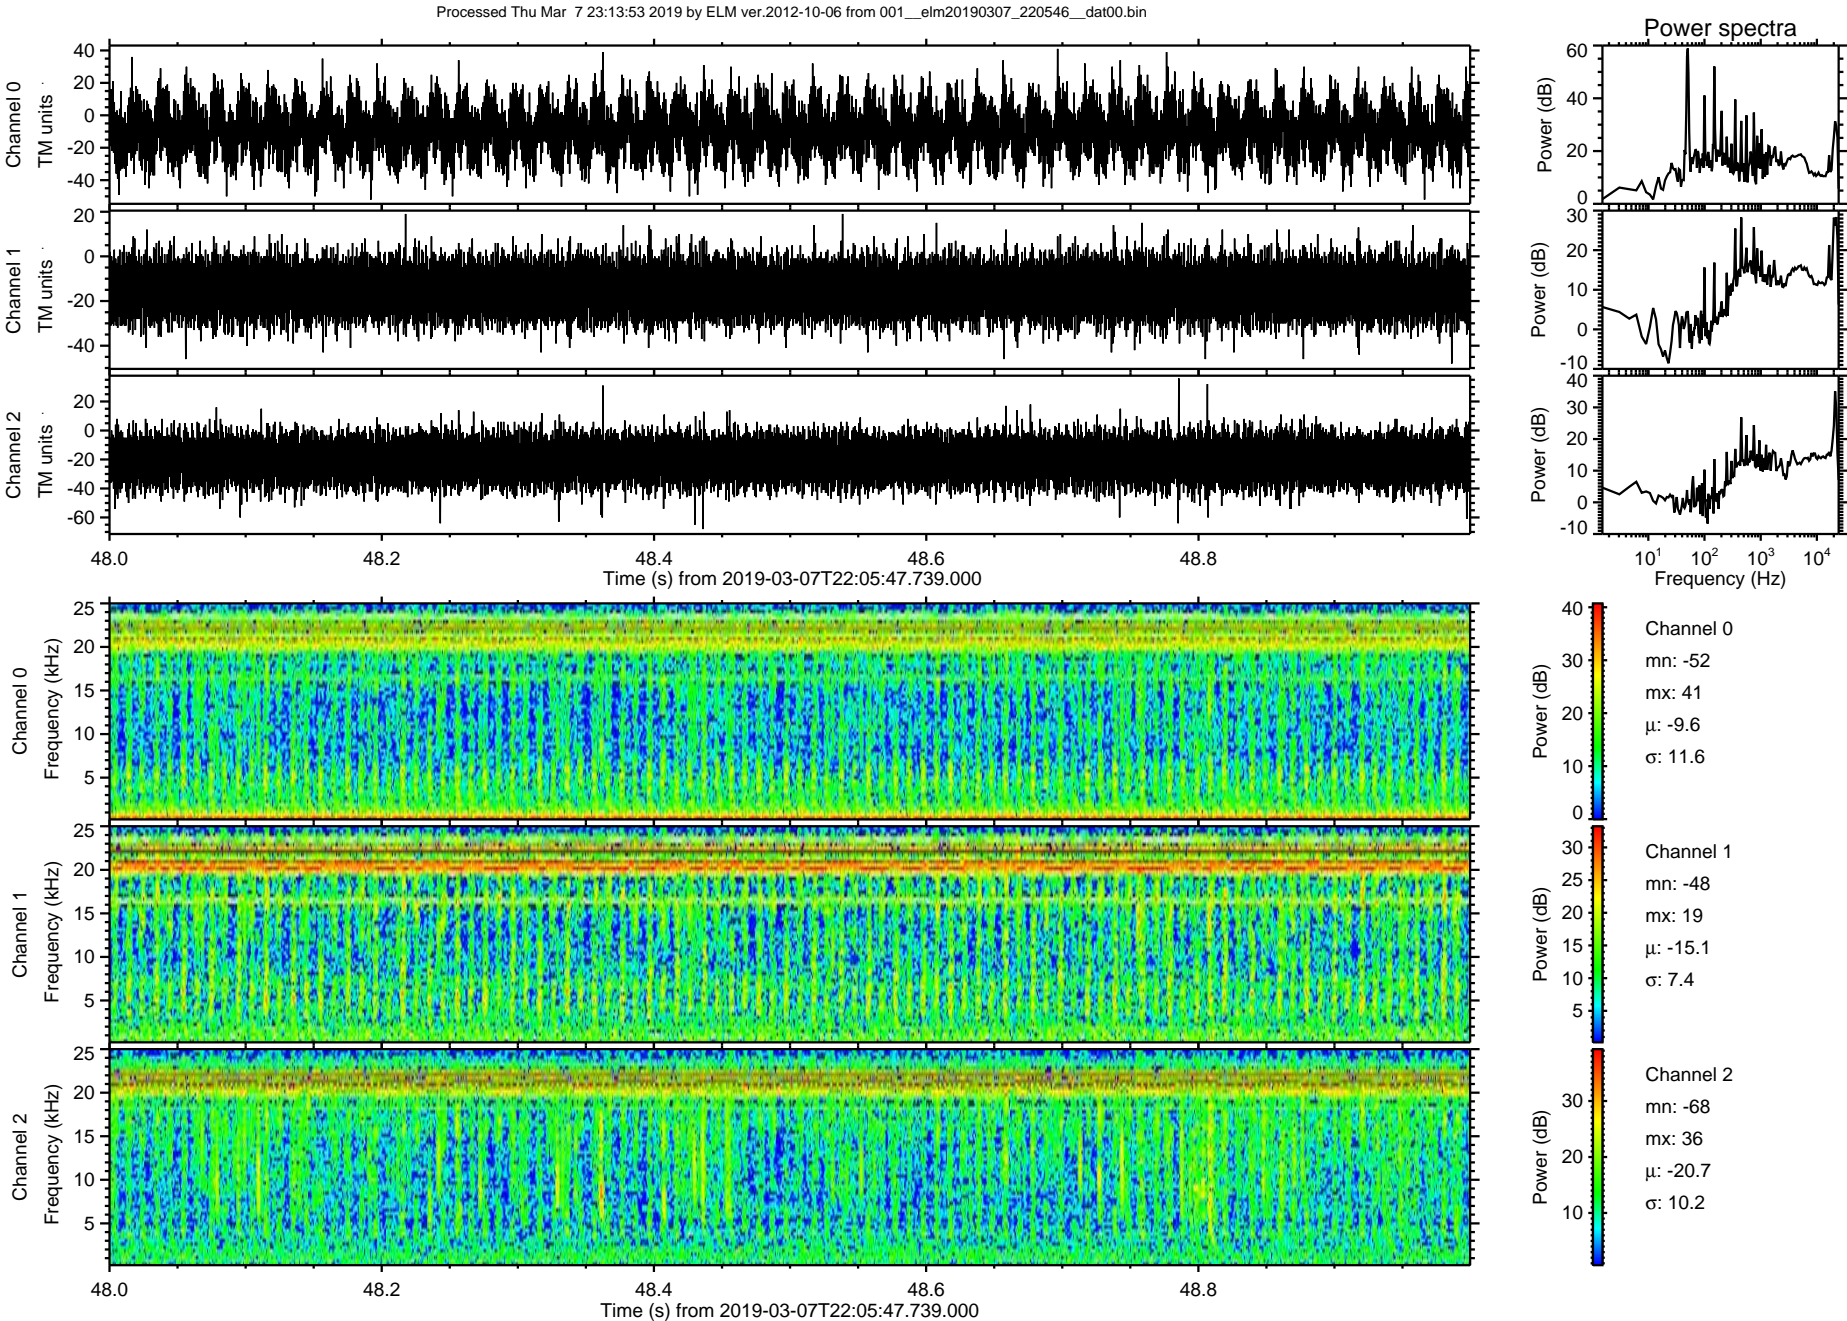 Processed Thu Mar 7 23:13:53 2019 by ELM ver.2012-10-06 from 001__elm20190307_220546__dat00.bin
Power spectra
Channel 0
TM units
40
20
0
-20
-40
Power (dB)
60
40
20
0
Channel 1
TM units
20
0
-20
-40
Power (dB)
30
20
10
0
-10
Channel 2
TM units
20
0
-20
-40
-60
Power (dB)
40
30
20
10
0
-10
48.0 48.2 48.4 48.6 48.8
Time (s) from 2019-03-07T22:05:47.739.000
10^1 10^2 10^3 10^4
Frequency (Hz)
Channel 0
Frequency (kHz)
25
20
15
10
5
Power (dB)
40
30
20
10
0
Channel 0
mn: -52
mx: 41
μ: -9.6
σ: 11.6
Channel 1
Frequency (kHz)
25
20
15
10
5
Power (dB)
30
25
20
15
10
5
Channel 1
mn: -48
mx: 19
μ: -15.1
σ: 7.4
Channel 2
Frequency (kHz)
25
20
15
10
5
Power (dB)
30
20
10
Channel 2
mn: -68
mx: 36
μ: -20.7
σ: 10.2
48.0 48.2 48.4 48.6 48.8
Time (s) from 2019-03-07T22:05:47.739.000